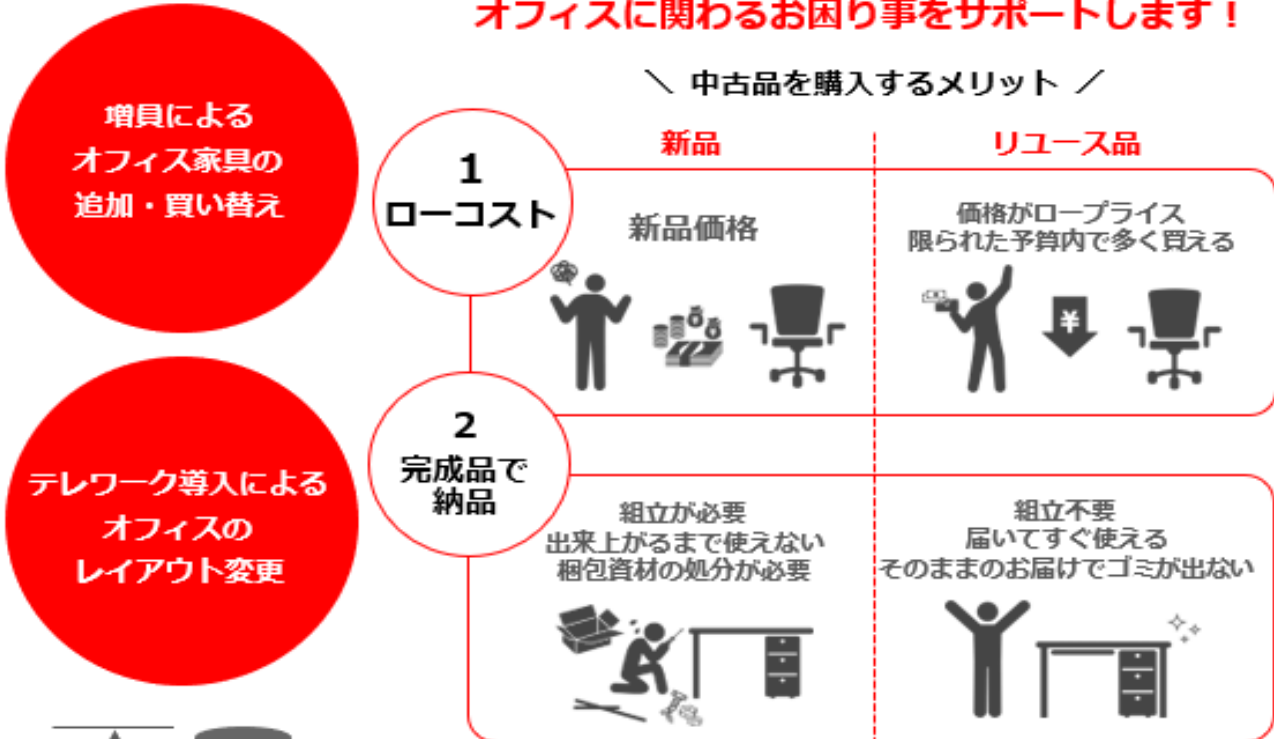 オフィスに関わるお困り事をサポートします！
＼ 中古品を購入するメリット ／
増員による
オフィス家具の
追加・買い替え
テレワーク導入による
オフィスの
レイアウト変更
新品
リユース品
1
ローコスト
新品価格
価格がロープライス
限られた予算内で多く買える
¥
2
完成品で
納品
組立が必要
出来上がるまで使えない
梱包資材の処分が必要
組立不要
届いてすぐ使える
そのままのお届けでゴミが出ない